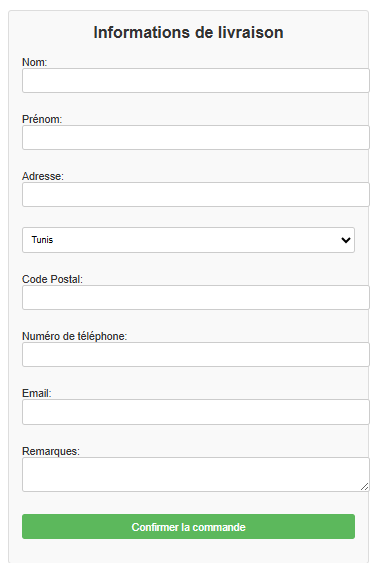 Informations de livraison
Nom:
Prénom:
Adresse:
Tunis
Code Postal:
Numéro de téléphone:
Email:
Remarques:
Confirmer la commande